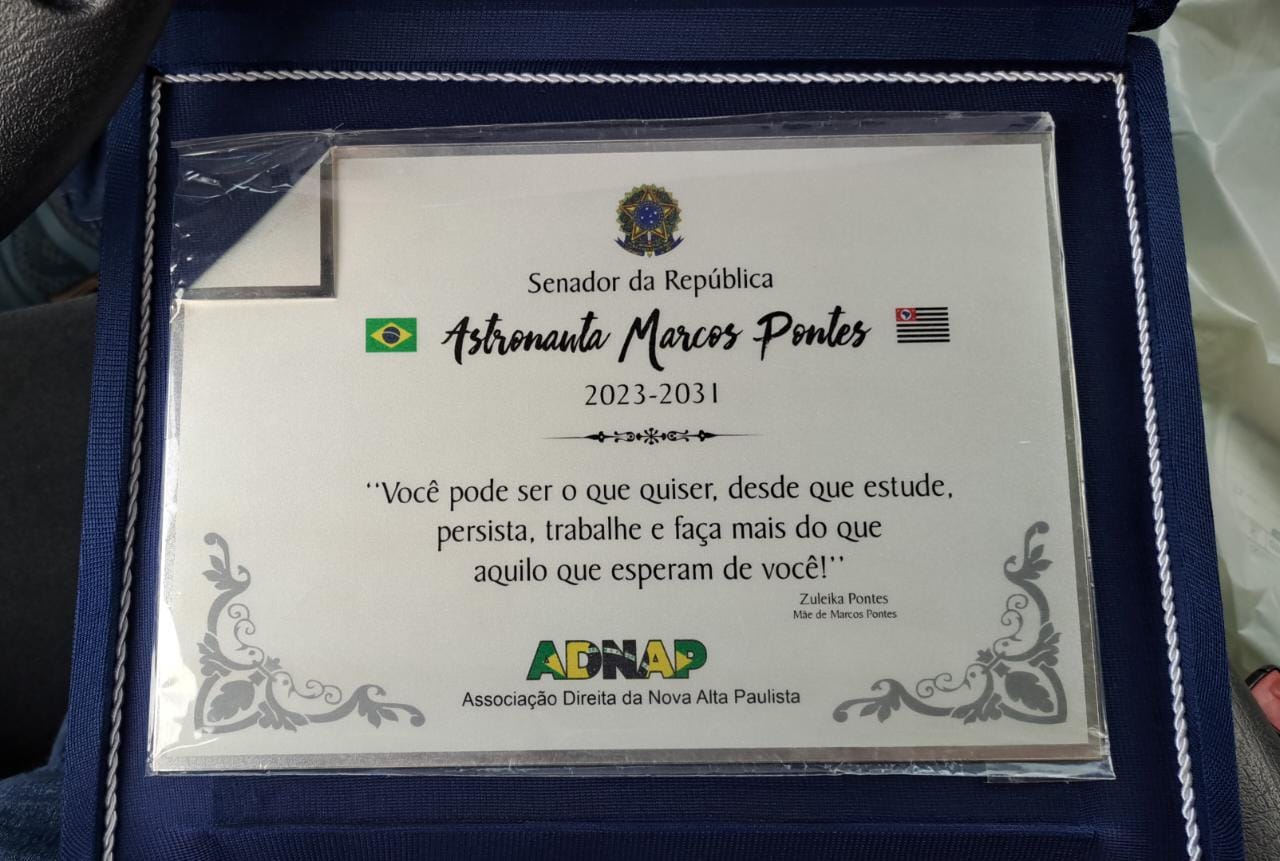 Senador da República
Astronauta Marcos Pontes
2023-2031
‘‘Você pode ser o que quiser, desde que estude,
persista, trabalhe e faça mais do que
aquilo que esperam de você!’’
Zuleika Pontes
Mãe de Marcos Pontes
ADNAP
Associação Direita da Nova Alta Paulista